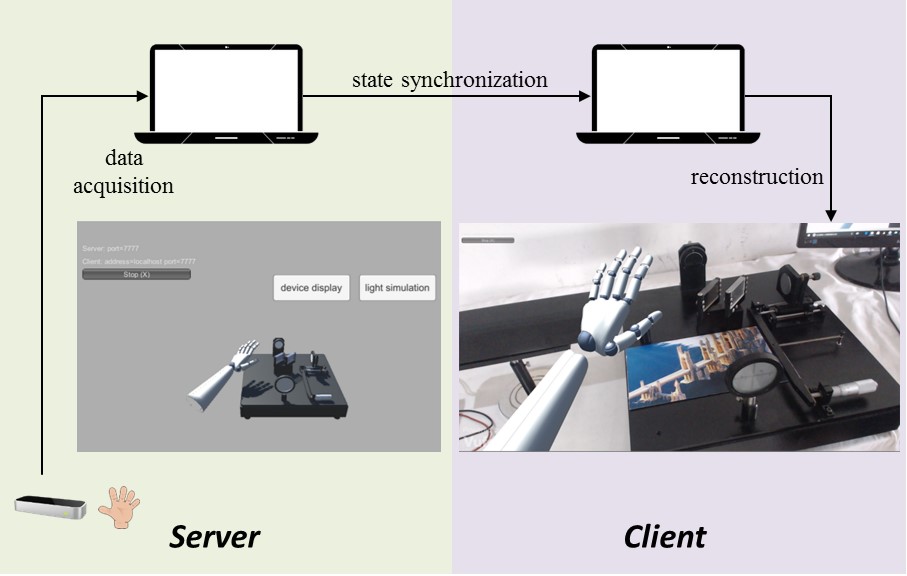 state synchronization
data
acquisition
reconstruction
Server: port=7777
Client: address=localhost port=7777
Stop (X)
device display
light simulation
Server
Client